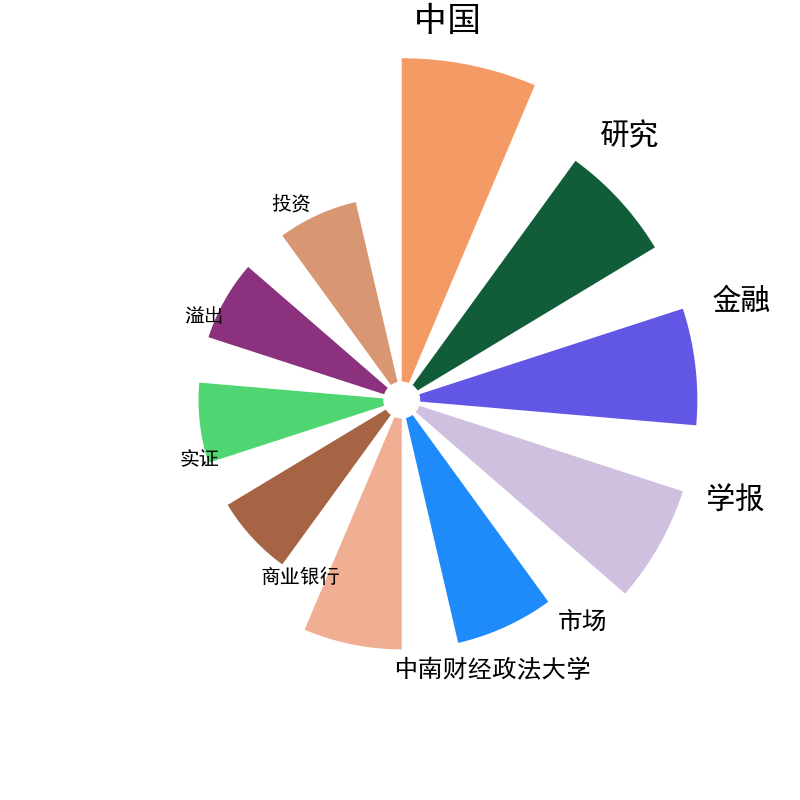 中国
研究
金融
学报
市场
中南财经政法大学
商业银行
实证
溢出
投资